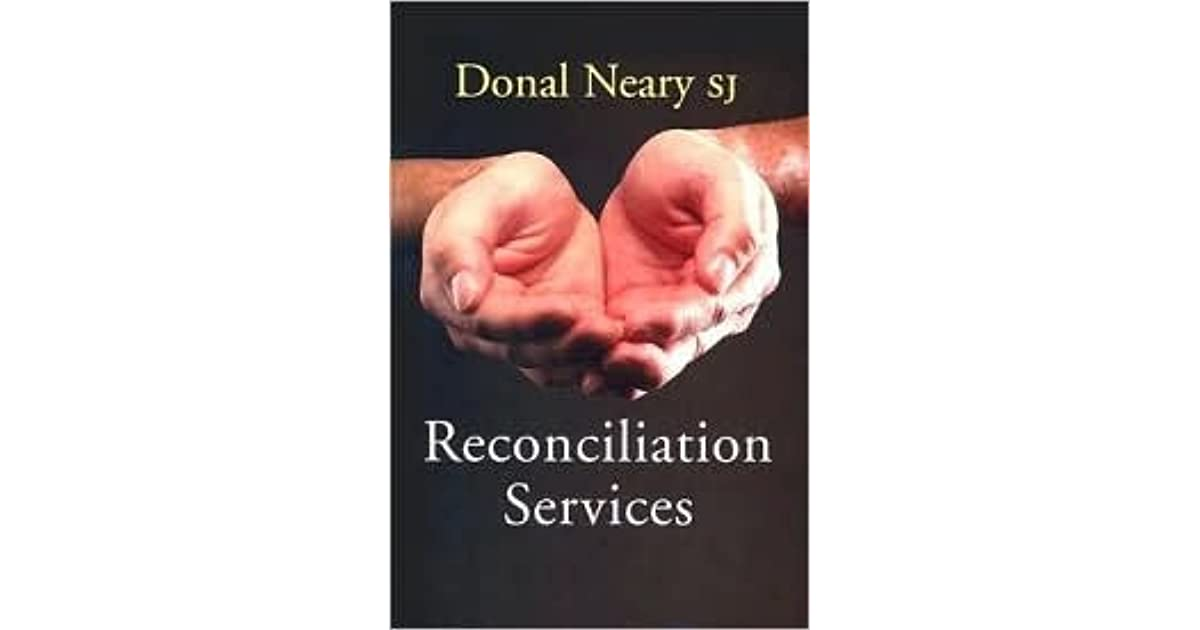 Donal Neary SJ
Reconciliation
Services